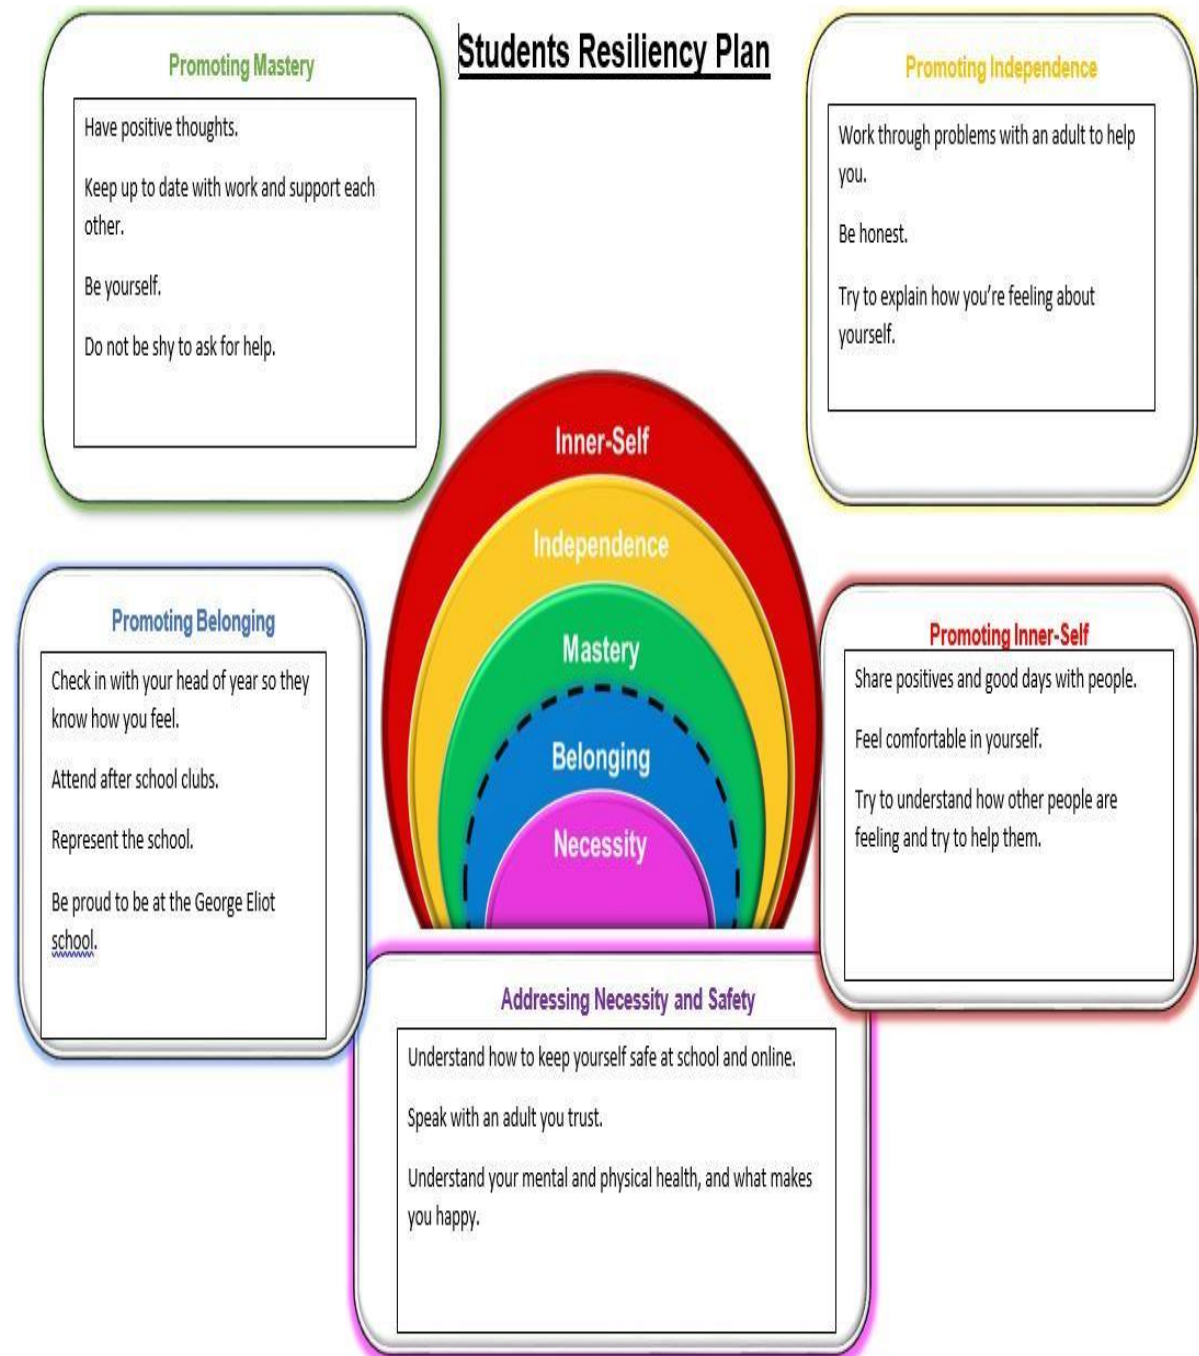 Students Resiliency Plan
Promoting Mastery
Have positive thoughts.
Keep up to date with work and support each
other.
Be yourself.
Do not be shy to ask for help.
Promoting Independence
Work through problems with an adult to help
you.
Be honest.
Try to explain how you’re feeling about
yourself.
Inner-Self
Independence
Mastery
Belonging
Necessity
Promoting Belonging
Check in with your head of year so they
know how you feel.
Attend after school clubs.
Represent the school.
Be proud to be at the George Eliot
school.
Promoting Inner-Self
Share positives and good days with people.
Feel comfortable in yourself.
Try to understand how other people are
feeling and try to help them.
Addressing Necessity and Safety
Understand how to keep yourself safe at school and online.
Speak with an adult you trust.
Understand your mental and physical health, and what makes
you happy.